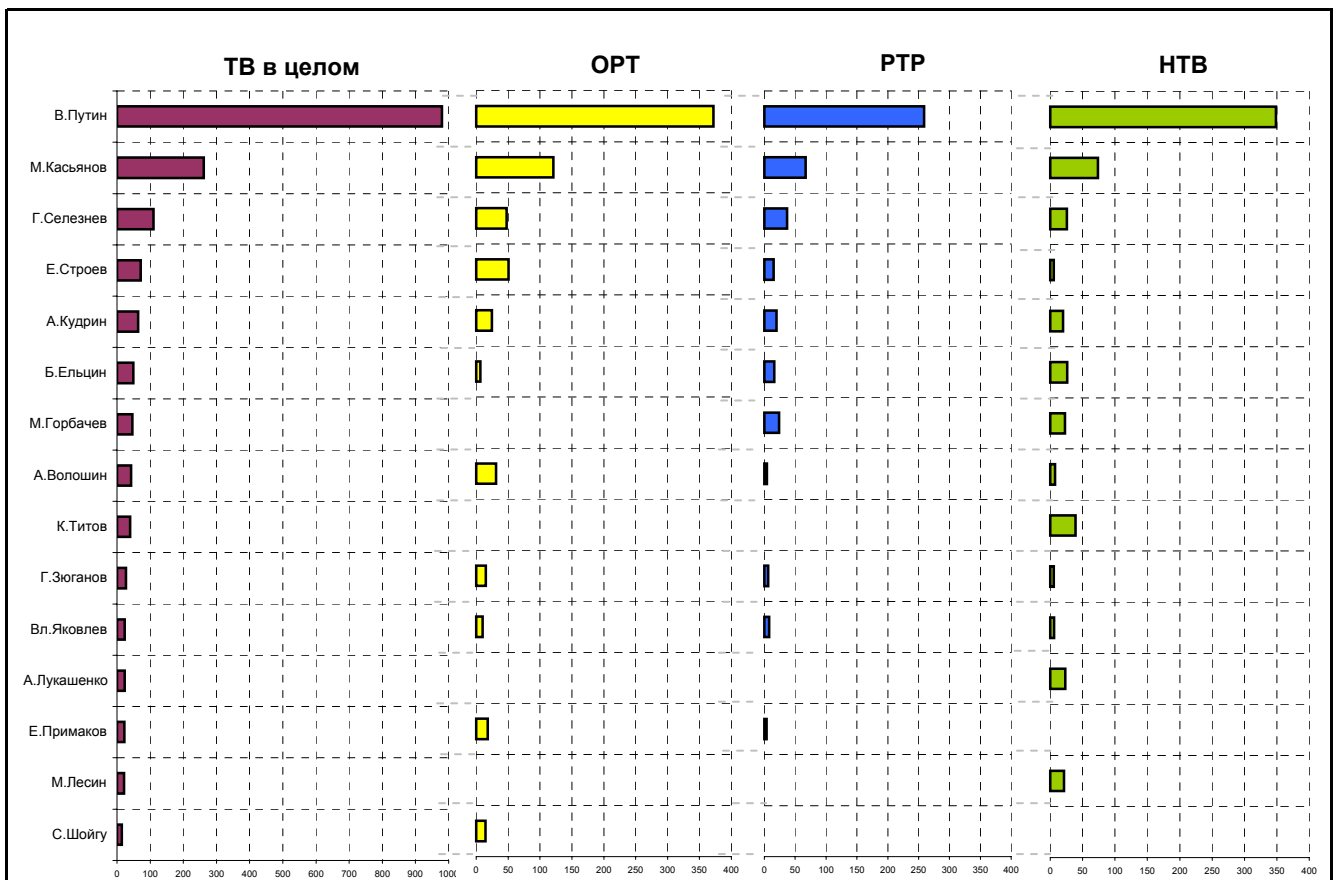 ТВ в целом ОРТ РТР НТВ
В.Путин
М.Касьянов
Г.Селезнев
Е.Строев
А.Кудрин
Б.Ельцин
М.Горбачев
А.Волошин
К.Титов
Г.Зюганов
Вл.Яковлев
А.Лукашенко
Е.Примаков
М.Лесин
С.Шойгу
0 100 200 300 400 500 600 700 800 900 1000 0 50 100 150 200 250 300 350 400 0 50 100 150 200 250 300 350 400 0 50 100 150 200 250 300 350 400